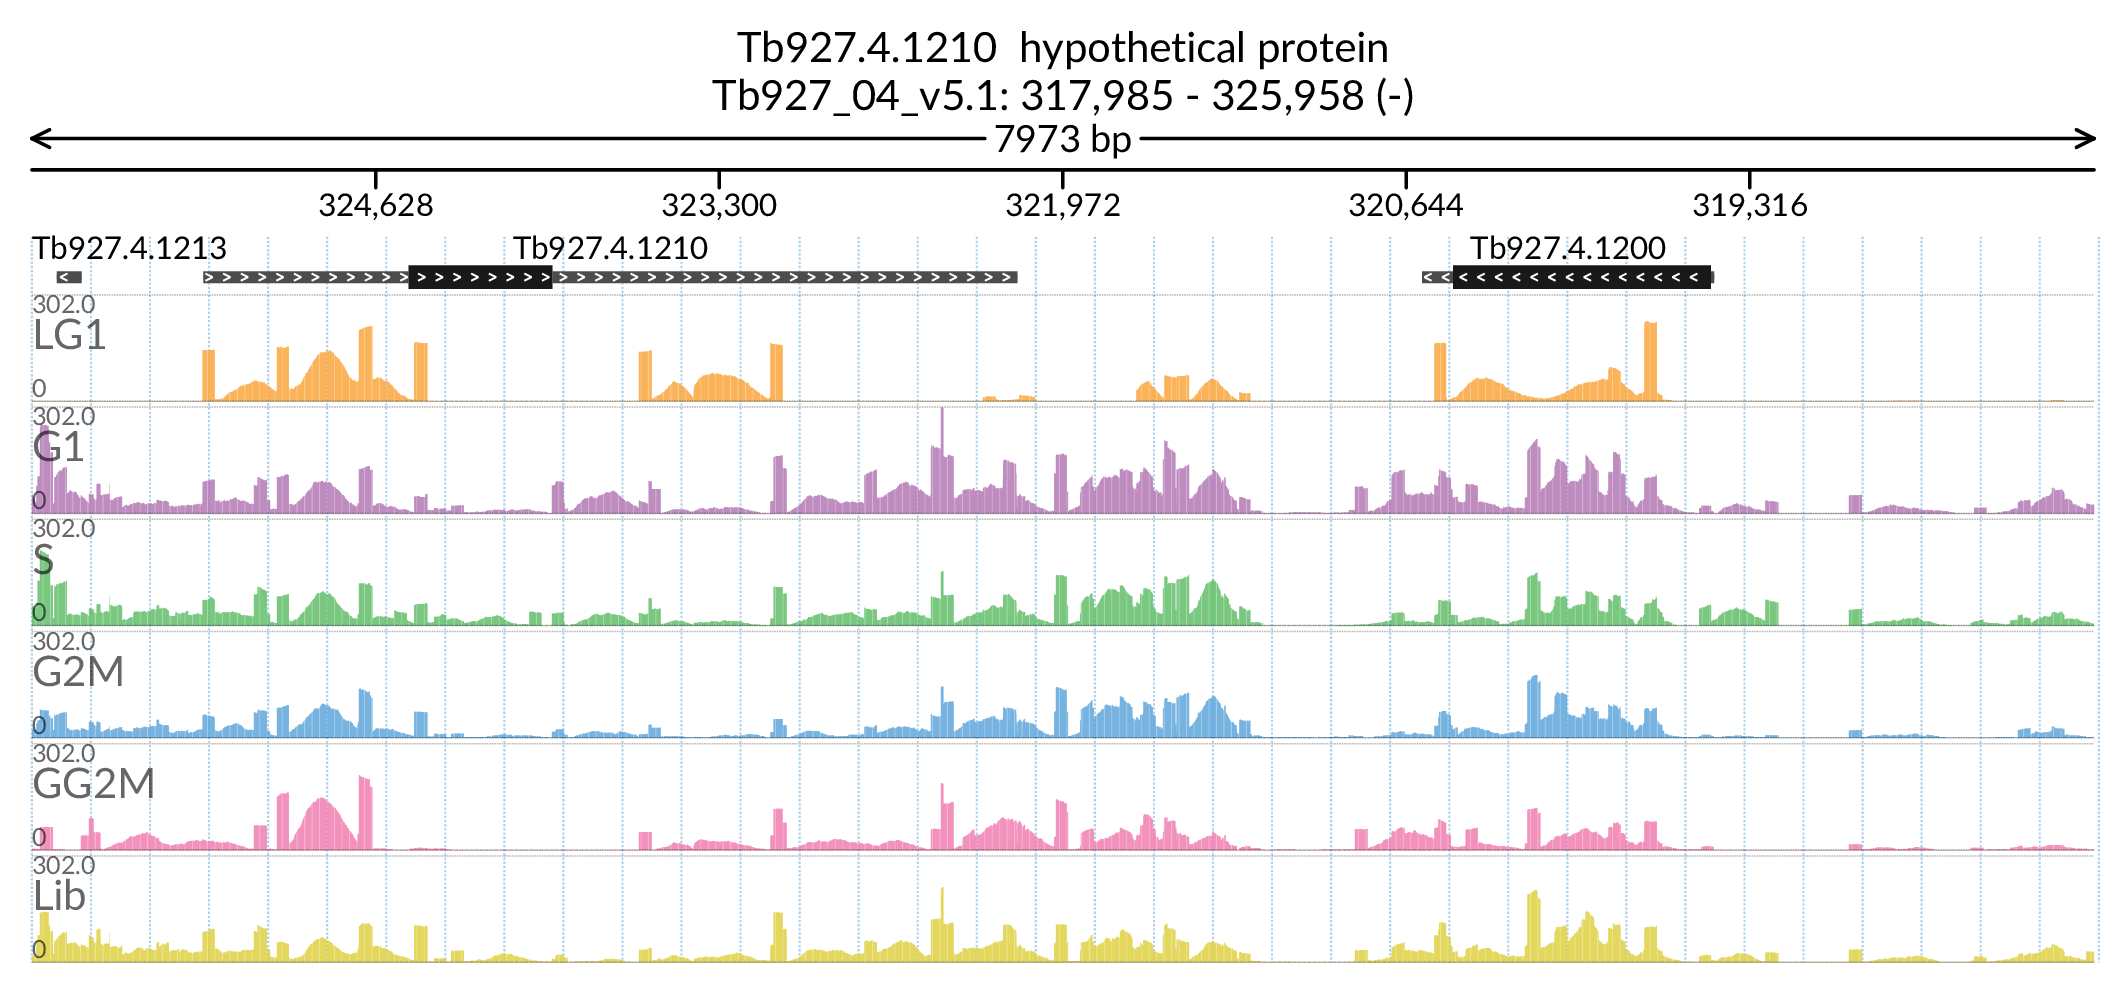 Tb927.4.1210 hypothetical protein
Tb927_04_v5.1: 317,985 - 325,958 (-)
7973 bp
324,628 323,300 321,972 320,644 319,316
Tb927.4.1213 Tb927.4.1210 Tb927.4.1200
302.0
LG1
0
302.0
G1
0
302.0
S
0
302.0
G2M
0
302.0
GG2M
0
302.0
Lib
0